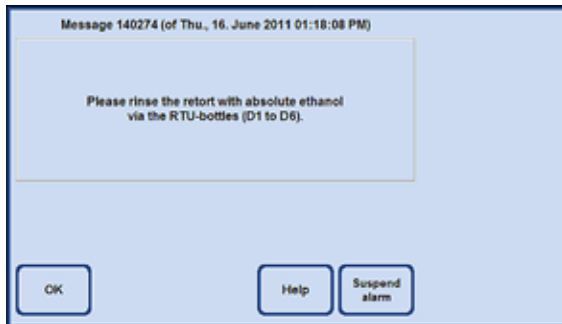 Message 140274 (of Thu., 16. June 2011 01:18:08 PM)
Please rinse the retort with absolute ethanol
via the RTU-bottles (D1 to D6).
OK
Help
Suspend
alarm